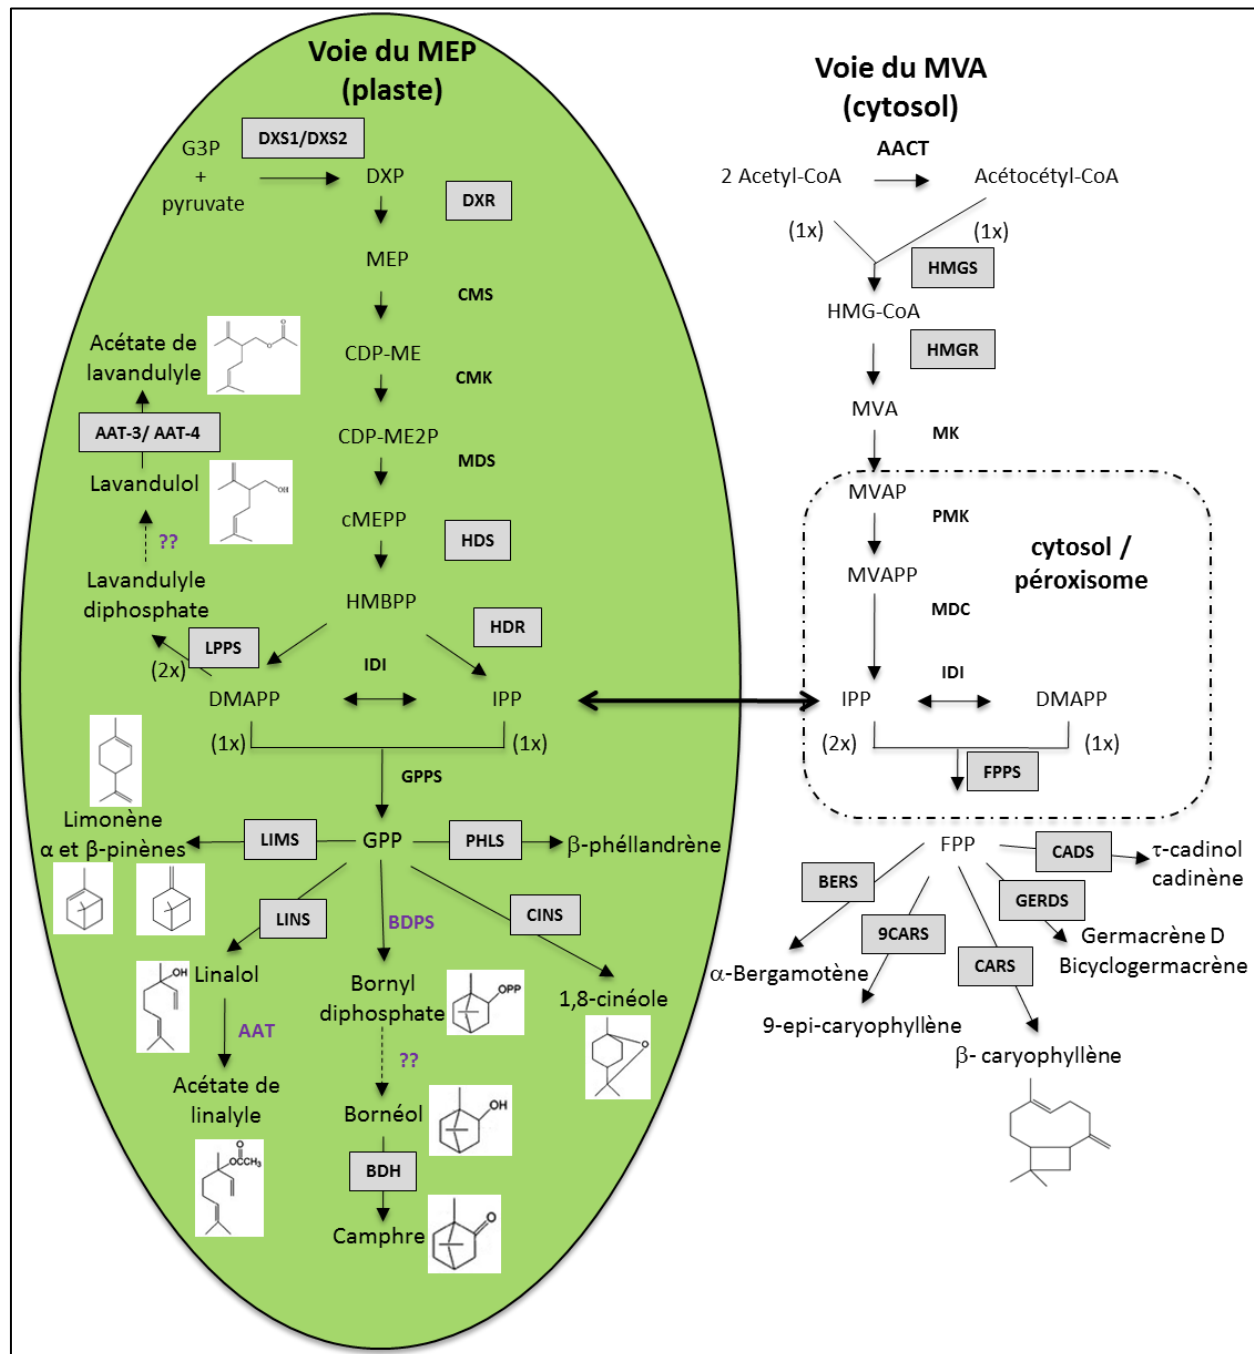 Voie du MEP
(plaste)
G3P
+
pyruvate
DXS1/DXS2
DXP
DXR
MEP
CMS
CDP-ME
CMK
CDP-ME2P
MDS
cMEPP
HDS
HMBPP
HDR
IDI
DMAPP
IPP
(1x)
(1x)
GPPS
GPP
Acétate de
lavandulyle
O
O
AAT-3/ AAT-4
Lavandulol
OH
??
Lavandulyle
diphosphate
LPPS
(2x)
Limonène
α et β-pinènes
LIMS
PHLS
β-phéllandrène
LINS
BDPS
CINS
Linalol
OH
AAT
Acétate de
linalyle
O
OCCH3
Bornyl
diphosphate
OPP
??
Bornéol
OH
BDH
Camphre
O
1,8-cinéole
O
Voie du MVA
(cytosol)
AACT
2 Acetyl-CoA
Acétocétyl-CoA
(1x)
(1x)
HMGS
HMG-CoA
HMGR
MVA
MK
MVAP
PMK
cytosol /
péroxisome
MVAPP
MDC
IDI
IPP
DMAPP
(2x)
(1x)
FPPS
FPP
CADS
τ-cadinol
cadinène
BERS
GERDS
9CARS
Germacrène D
Bicyclogermacrène
CARS
α-Bergamotène
9-epi-caryophyllène
β- caryophyllène